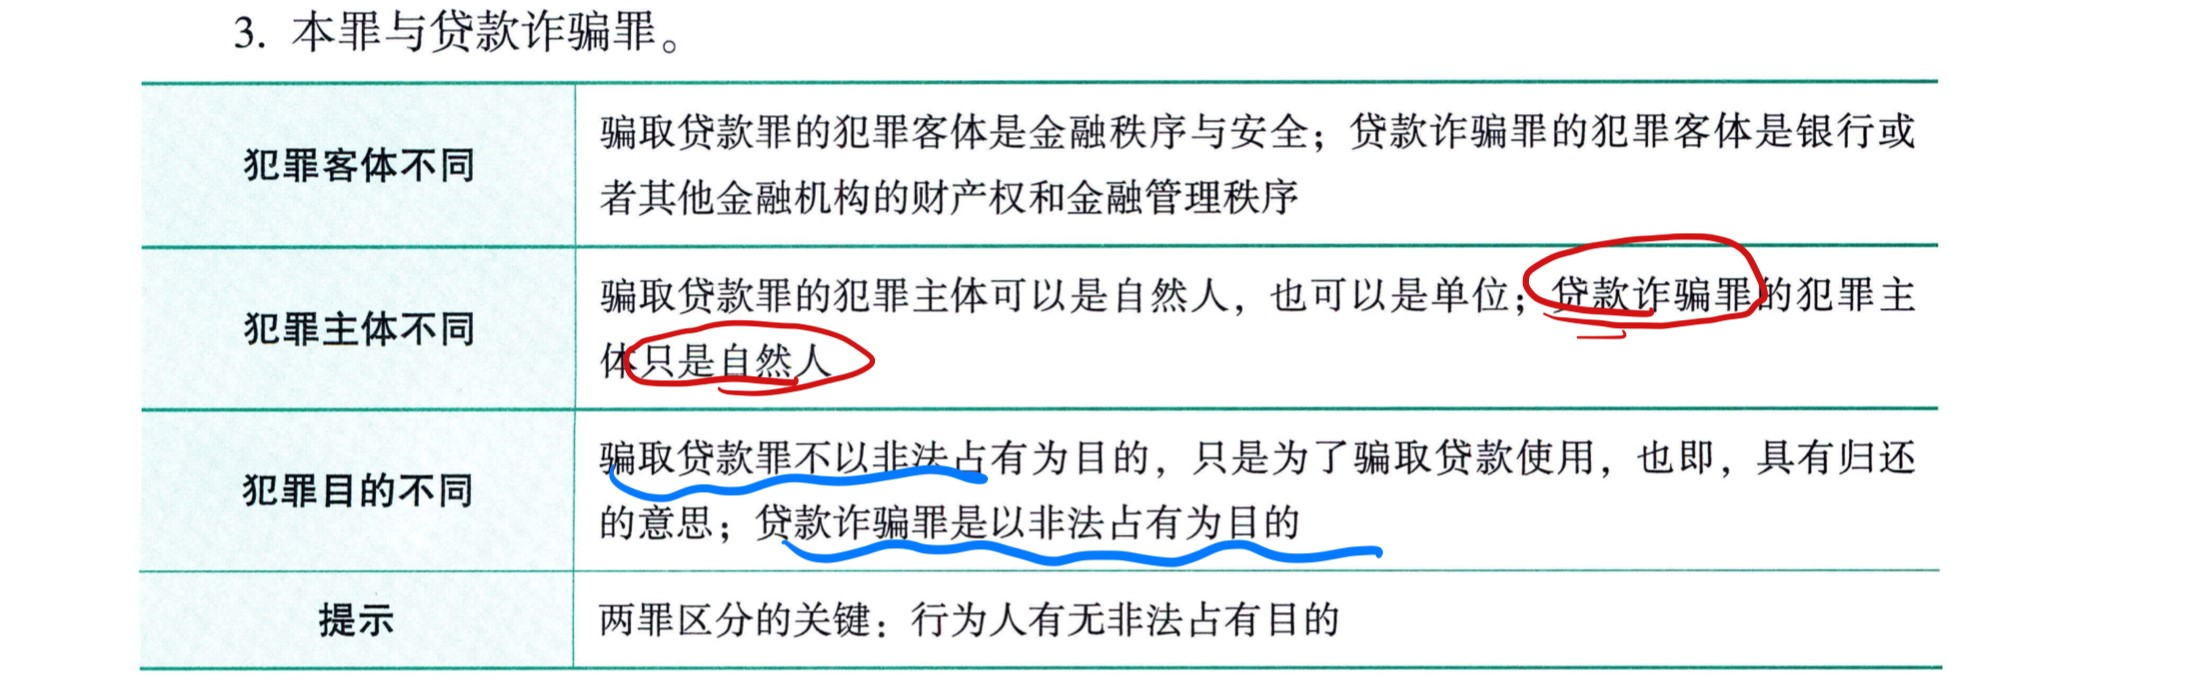 3. 本罪与贷款诈骗罪。
犯罪客体不同
骗取贷款罪的犯罪客体是金融秩序与安全；贷款诈骗罪的犯罪客体是银行或
者其他金融机构的财产权和金融管理秩序
犯罪主体不同
骗取贷款罪的犯罪主体可以是自然人，也可以是单位；贷款诈骗罪的犯罪主
体只是自然人
犯罪目的不同
骗取贷款罪不以非法占有为目的，只是为了骗取贷款使用，也即，具有归还
的意思；贷款诈骗罪是以非法占有为目的
提示
两罪区分的关键：行为人有无非法占有目的